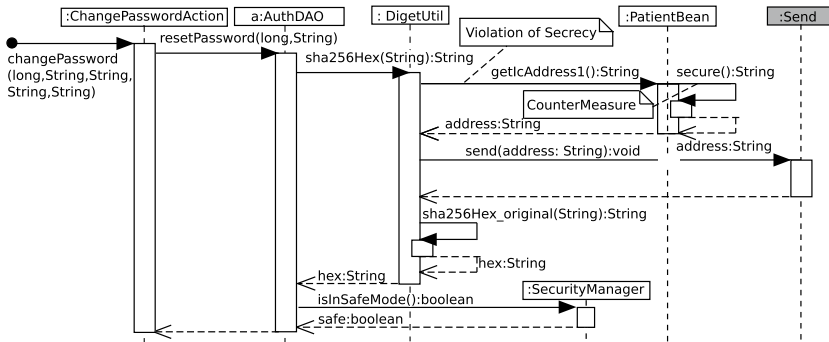 :ChangePasswordAction
a:AuthDAO
: DigetUtil
:PatientBean
:Send
resetPassword(long,String)
Violation of Secrecy
changePassword
(long,String,String,
String,String)
sha256Hex(String):String
getIcAddress1():String
secure():String
CounterMeasure
address:String
send(address: String):void
address:String
sha256Hex_original(String):String
hex:String
hex:String
:SecurityManager
isInSafeMode():boolean
safe:boolean